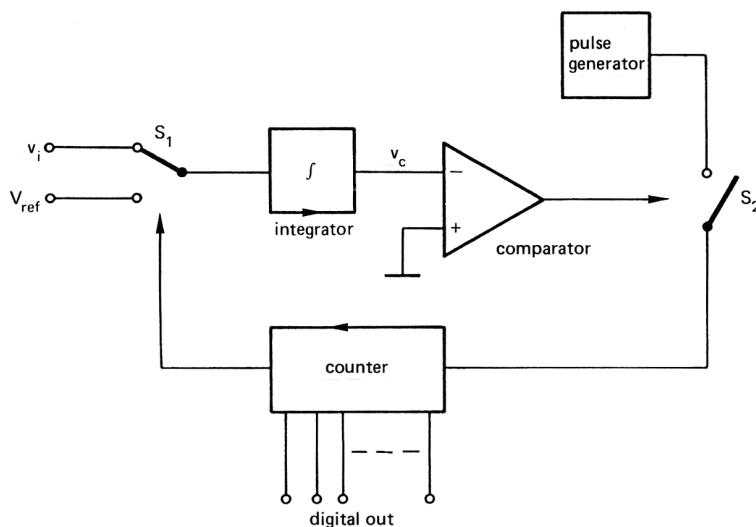 pulse
generator
S1
vi
Vref
∫
integrator
vc
−
+
comparator
S2
counter
digital out